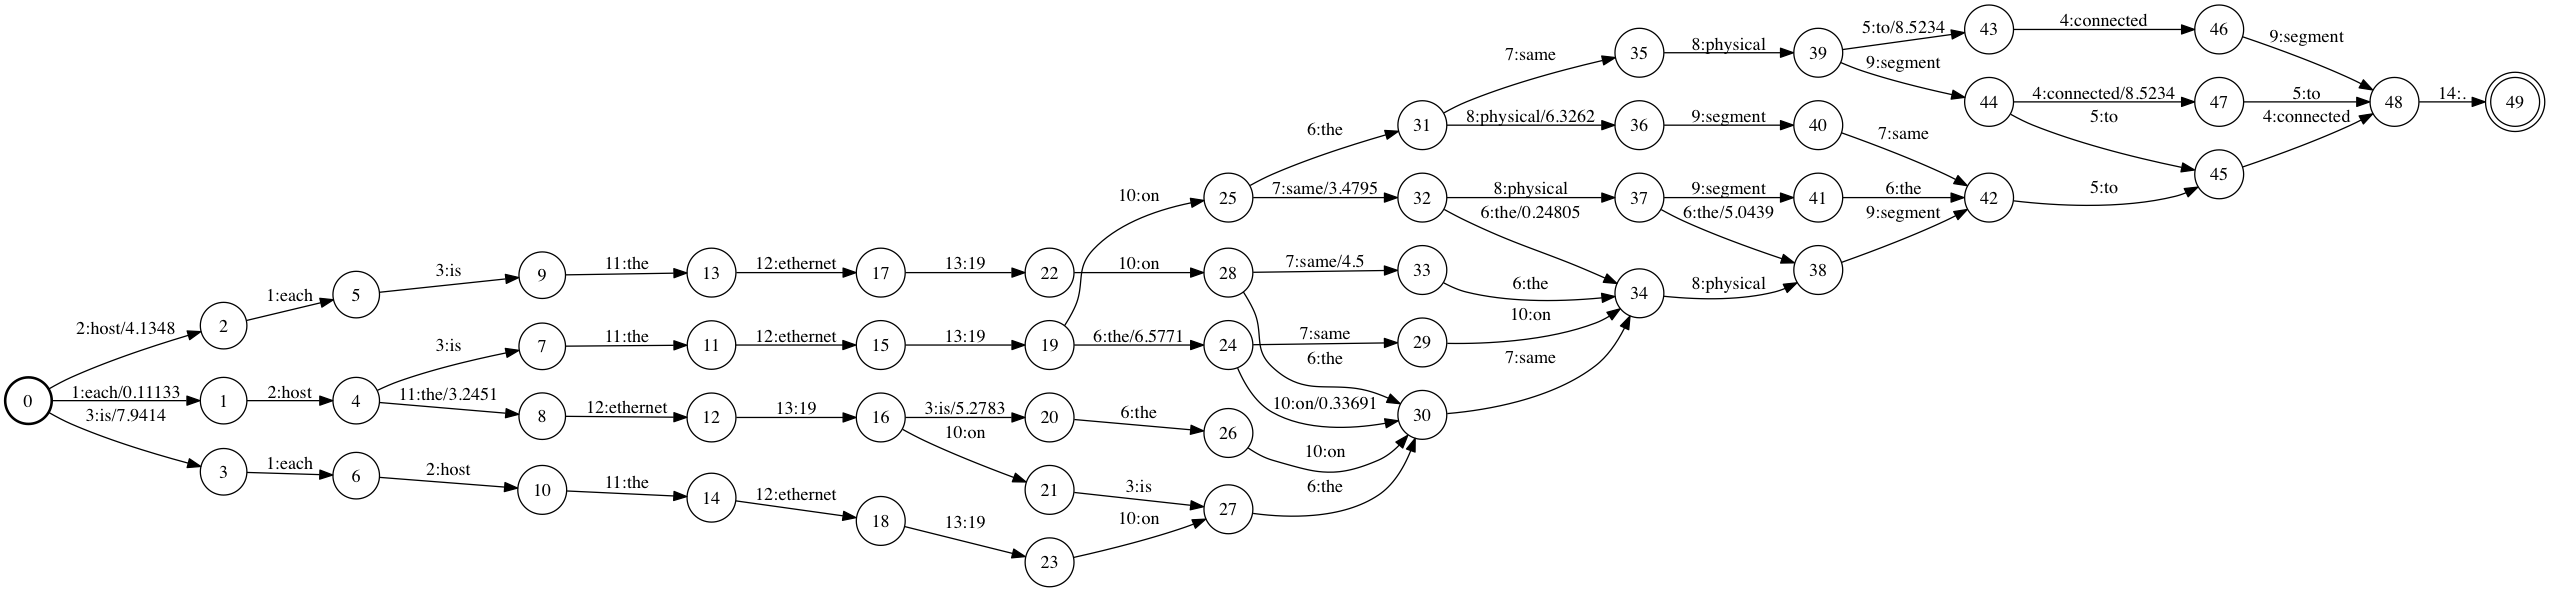 0
2:host/4.1348
1:each/0.11133
3:is/7.9414
2
1
3
1:each
2:host
1:each
5
4
6
3:is
3:is
11:the/3.2451
2:host
9
7
8
10
11:the
11:the
12:ethernet
11:the
13
11
12
14
12:ethernet
12:ethernet
13:19
12:ethernet
17
15
16
18
13:19
13:19
3:is/5.2783
10:on
13:19
22
19
20
21
23
10:on
10:on
6:the/6.5771
6:the
3:is
10:on
25
28
24
26
27
6:the
7:same/3.4795
7:same/4.5
7:same
6:the
10:on/0.33691
10:on
6:the
31
32
33
29
30
7:same
8:physical/6.3262
8:physical
6:the/0.24805
6:the
10:on
7:same
35
36
37
34
8:physical
9:segment
9:segment
6:the/5.0439
8:physical
39
40
41
38
5:to/8.5234
9:segment
7:same
6:the
9:segment
43
44
42
4:connected
4:connected/8.5234
5:to
5:to
46
47
45
9:segment
5:to
4:connected
48
14:.
49